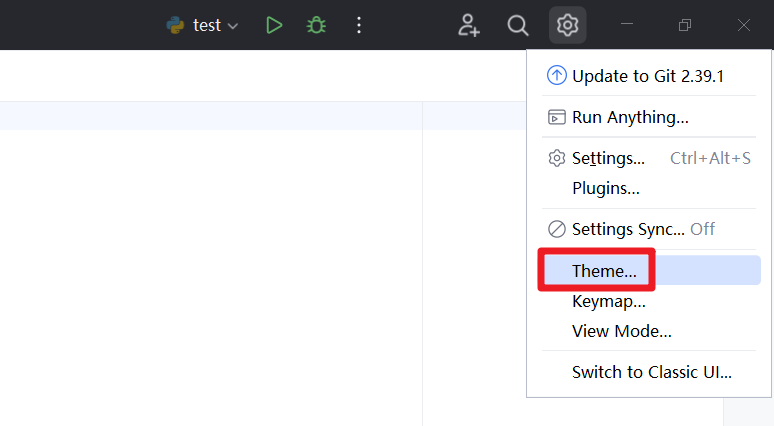 test
Update to Git 2.39.1
Run Anything...
Settings... Ctrl+Alt+S
Plugins...
Settings Sync... Off
Theme...
Keymap...
View Mode...
Switch to Classic UI...